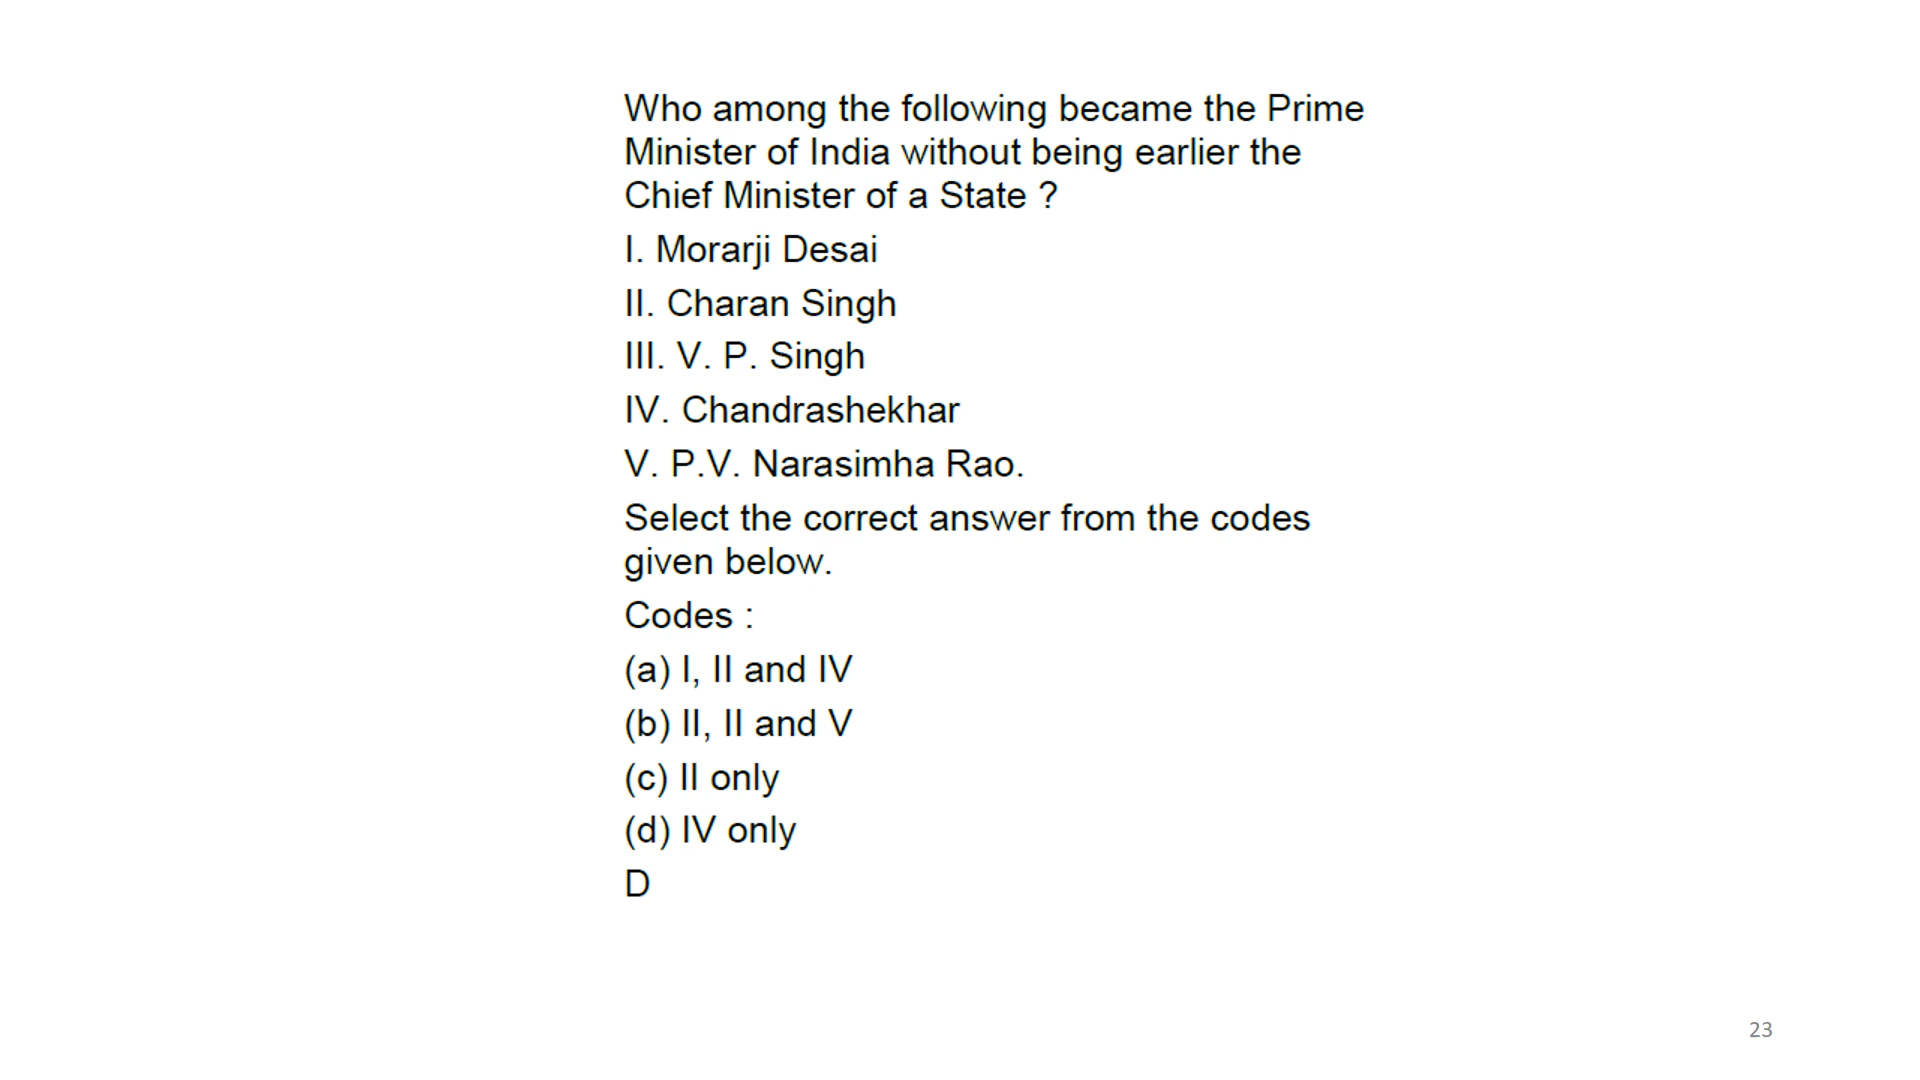 Who among the following became the Prime
Minister of India without being earlier the
Chief Minister of a State ?
I. Morarji Desai
II. Charan Singh
III. V. P. Singh
IV. Chandrashekhar
V. P.V. Narasimha Rao.
Select the correct answer from the codes
given below.
Codes :
(a) I, II and IV
(b) II, II and V
(c) II only
(d) IV only
D
23